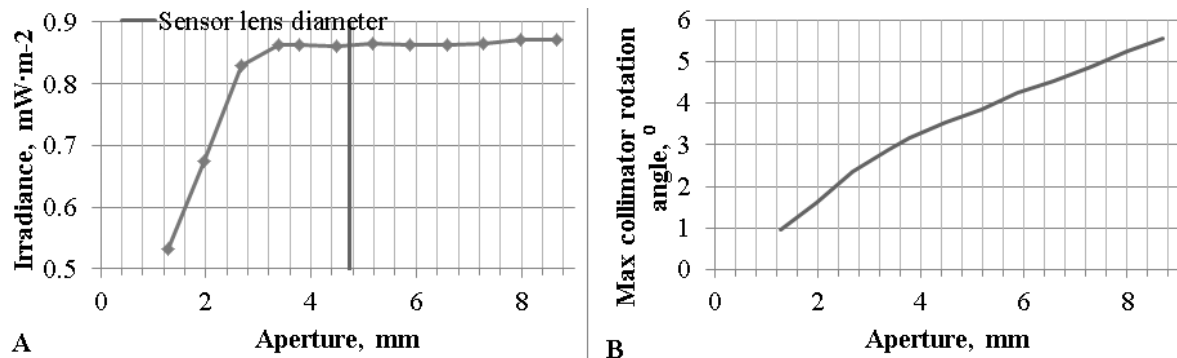 Sensor lens diameter
Irradiance, mW·m-2
0.9
0.8
0.7
0.6
0.5
0
2
4
6
8
Aperture, mm
A
Max collimator rotation
angle, º
6
5
4
3
2
1
0
0
2
4
6
8
Aperture, mm
B